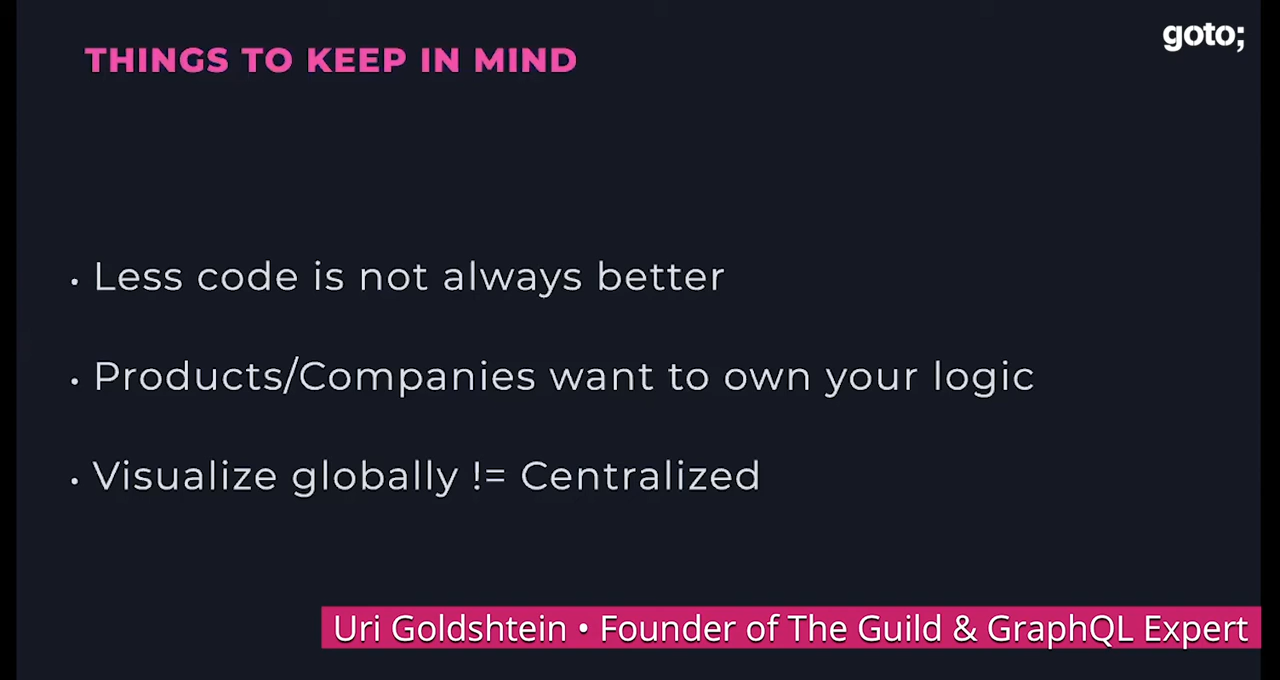 goto;
THINGS TO KEEP IN MIND
• Less code is not always better
• Products/Companies want to own your logic
• Visualize globally != Centralized
Uri Goldshtein • Founder of The Guild & GraphQL Expert